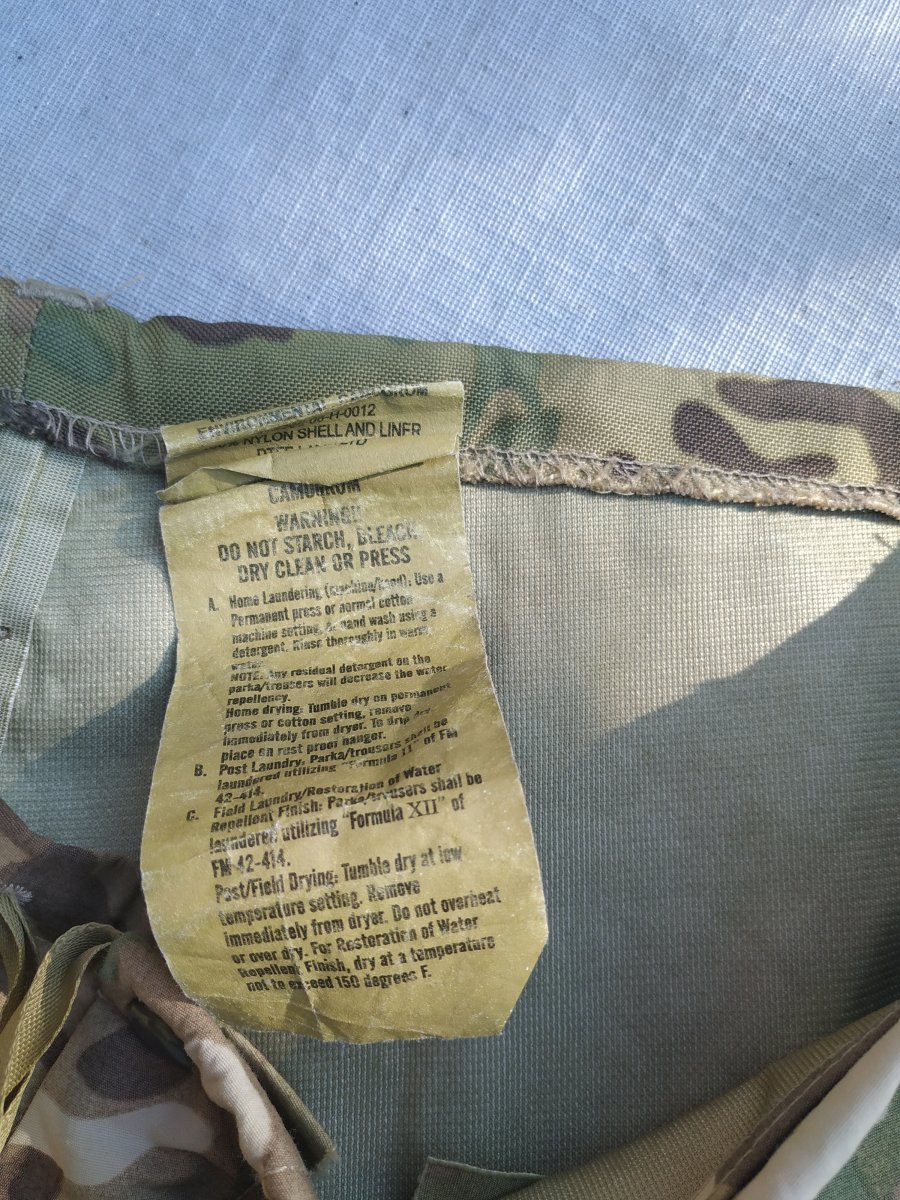 ENVIRONMENTAL CAMOGROM
-H-0012
NYLON SHELL AND LINER
CAMOGROM
WARNING!!
DO NOT STARCH, BLEACH,
DRY CLEAN OR PRESS
A. Home Laundering (machine/hand): Use a
Permanent press or normal cotton
machine setting, or hand wash using a
detergent. Rinse thoroughly in warm
water.
NOTE: Any residual detergent on the
parka/trousers will decrease the water
repellency.
Home drying: Tumble dry on permanent
press or cotton setting, remove
immediately from dryer. To drip dry
place on rust proof hanger.
B. Post Laundry: Parka/trousers shall be
laundered utilizing "Formula II" of FM
42-414.
C. Field Laundry/Restoration of Water
Repellent Finish: Parka/trousers shall be
laundered utilizing "Formula XII" of
FM-42-414.
Post/Field Drying: Tumble dry at low
temperature setting. Remove
immediately from dryer. Do not overheat
or over dry. For Restoration of Water
Repellent Finish, dry at a temperature
not to exceed 150 degrees F.